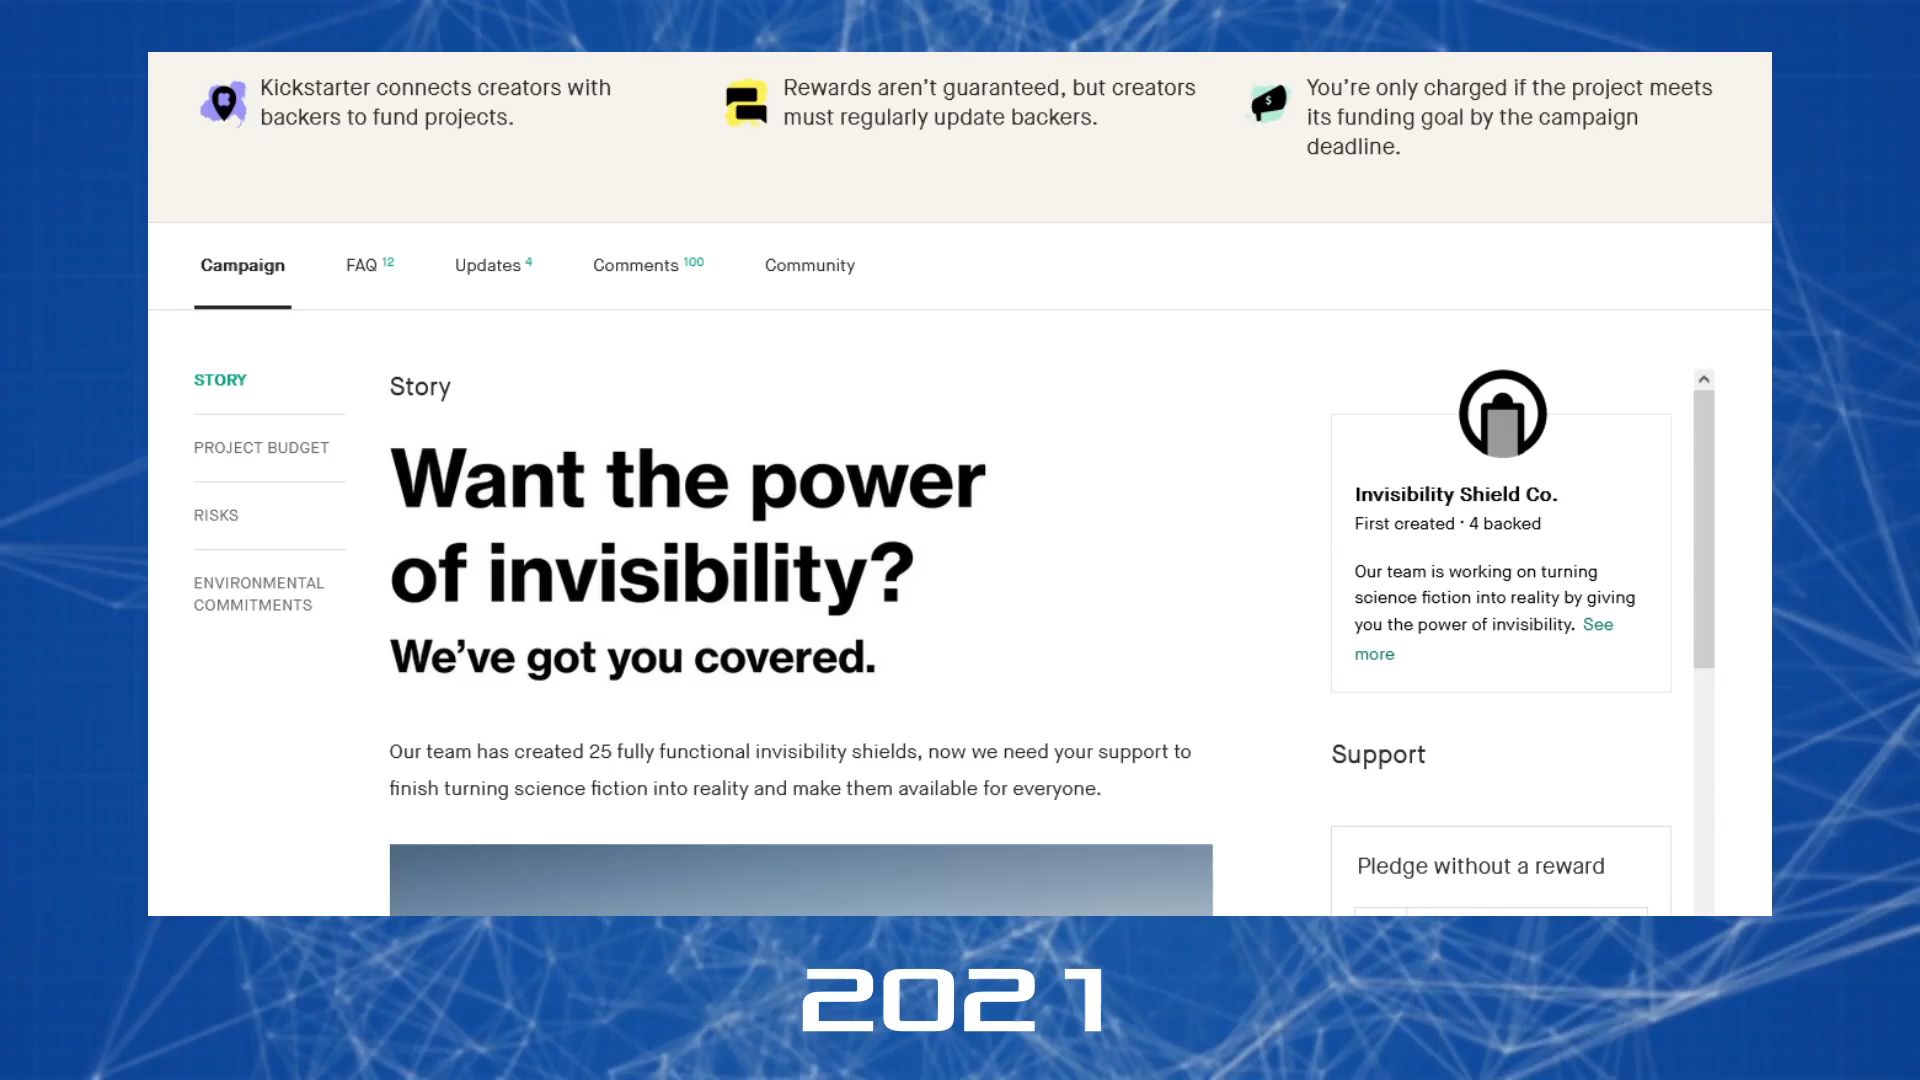 Kickstarter connects creators with
backers to fund projects.
Rewards aren’t guaranteed, but creators
must regularly update backers.
$
You’re only charged if the project meets
its funding goal by the campaign
deadline.
Campaign
FAQ 12
Updates 4
Comments 100
Community
STORY
PROJECT BUDGET
RISKS
ENVIRONMENTAL
COMMITMENTS
Story
Want the power
of invisibility?
We’ve got you covered.
Our team has created 25 fully functional invisibility shields, now we need your support to
finish turning science fiction into reality and make them available for everyone.
Invisibility Shield Co.
First created · 4 backed
Our team is working on turning
science fiction into reality by giving
you the power of invisibility. See
more
Support
Pledge without a reward
2021